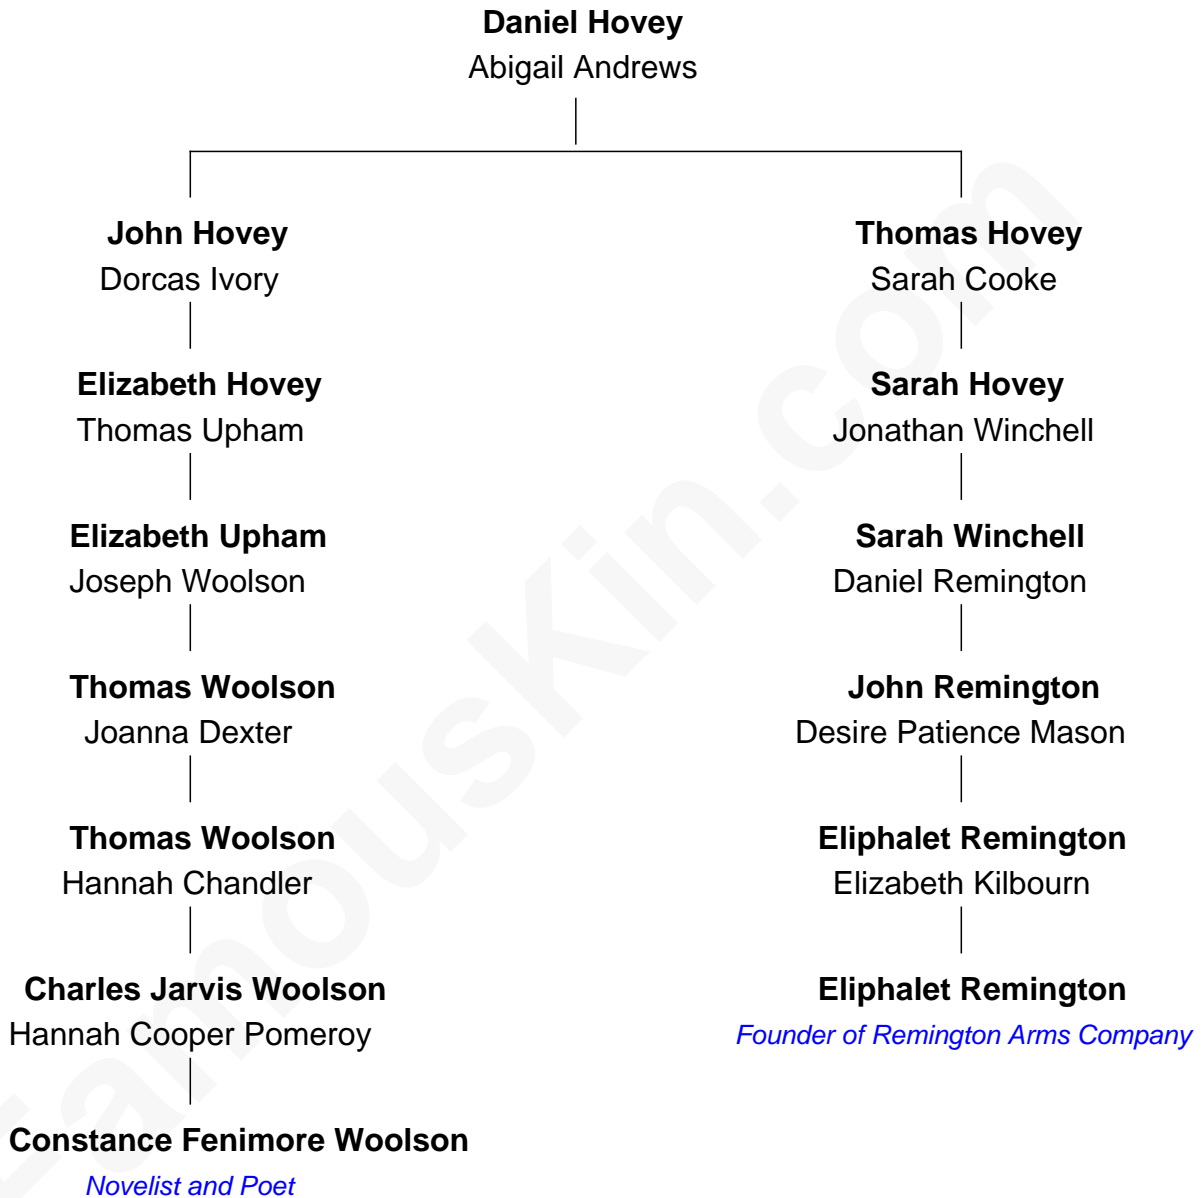 Daniel Hovey
Abigail Andrews
John Hovey
Dorcas Ivory
Thomas Hovey
Sarah Cooke
Elizabeth Hovey
Thomas Upham
Sarah Hovey
Jonathan Winchell
Elizabeth Upham
Joseph Woolson
Sarah Winchell
Daniel Remington
Thomas Woolson
Joanna Dexter
John Remington
Desire Patience Mason
Thomas Woolson
Hannah Chandler
Eliphalet Remington
Elizabeth Kilbourn
Charles Jarvis Woolson
Hannah Cooper Pomeroy
Eliphalet Remington
Founder of Remington Arms Company
Constance Fenimore Woolson
Novelist and Poet
FamousKin.com